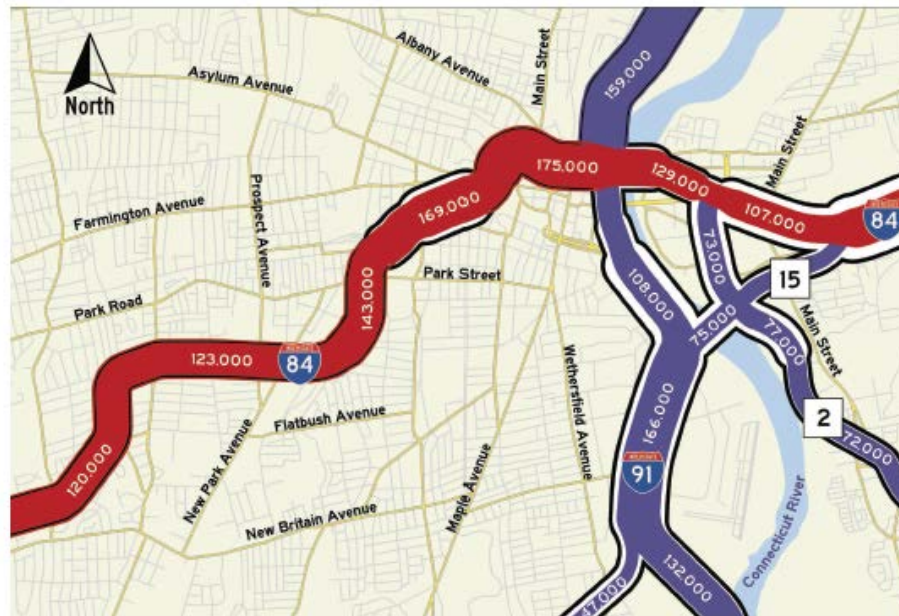 North
Asylum Avenue
Albany Avenue
Main Street
159.000
Main Street
175.000
129.000
107.000
84
Farmington Avenue
Prospect Avenue
169.000
Park Street
73.000
15
Park Road
143.000
108.000
75.000
77.000
Main Street
123.000
84
Flatbush Avenue
Wethersfield Avenue
166.000
2
72.000
120.000
New Park Avenue
Maple Avenue
91
New Britain Avenue
Connecticut River
47.000
132.000